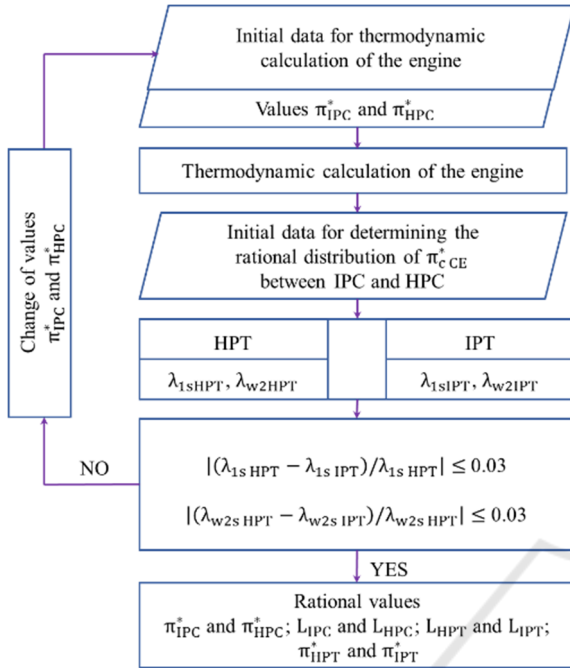 Initial data for thermodynamic
calculation of the engine
Values π*IPC and π*HPC
Thermodynamic calculation of the engine
Initial data for determining the
rational distribution of π*c CE
between IPC and HPC
Change of values
π*IPC and π*HPC
HPT
IPT
λ1sHPT, λw2HPT
λ1sIPT, λw2IPT
|(λ1s HPT − λ1s IPT)/λ1s HPT| ≤ 0.03
|(λw2s HPT − λw2s IPT)/λw2s HPT| ≤ 0.03
NO
YES
Rational values
π*IPC and π*HPC; LIPC and LHPC; LHPT and LIPT;
π*HPT and π*IPT